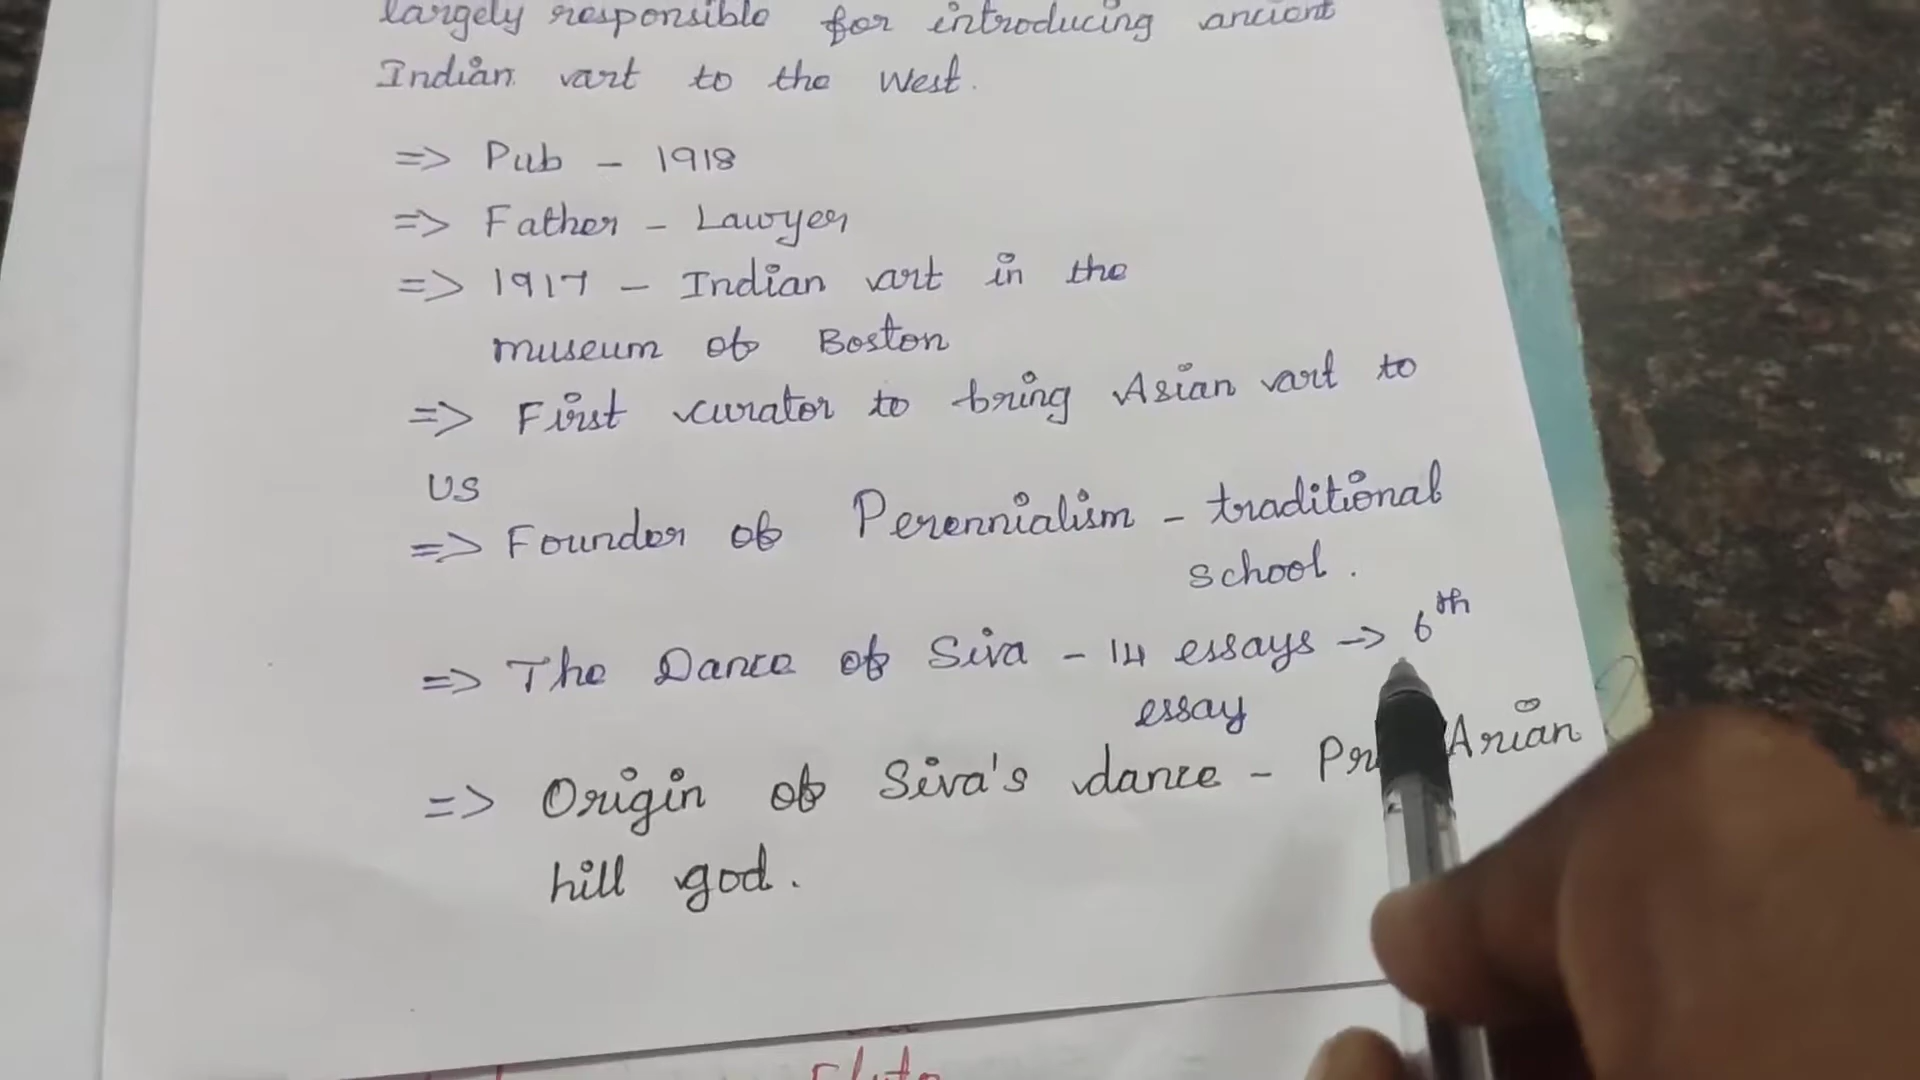 largely responsible for introducing ancient
Indian art to the West.
=> Pub - 1918
=> Father - Lawyer
=> 1917 - Indian art in the
museum of Boston
=> First curator to bring Asian art to
US
=> Founder of Perennialism - traditional
school.
=> The Dance of Siva - 14 essays -> 6th
essay
=> Origin of Siva's dance - Arian
hill god.